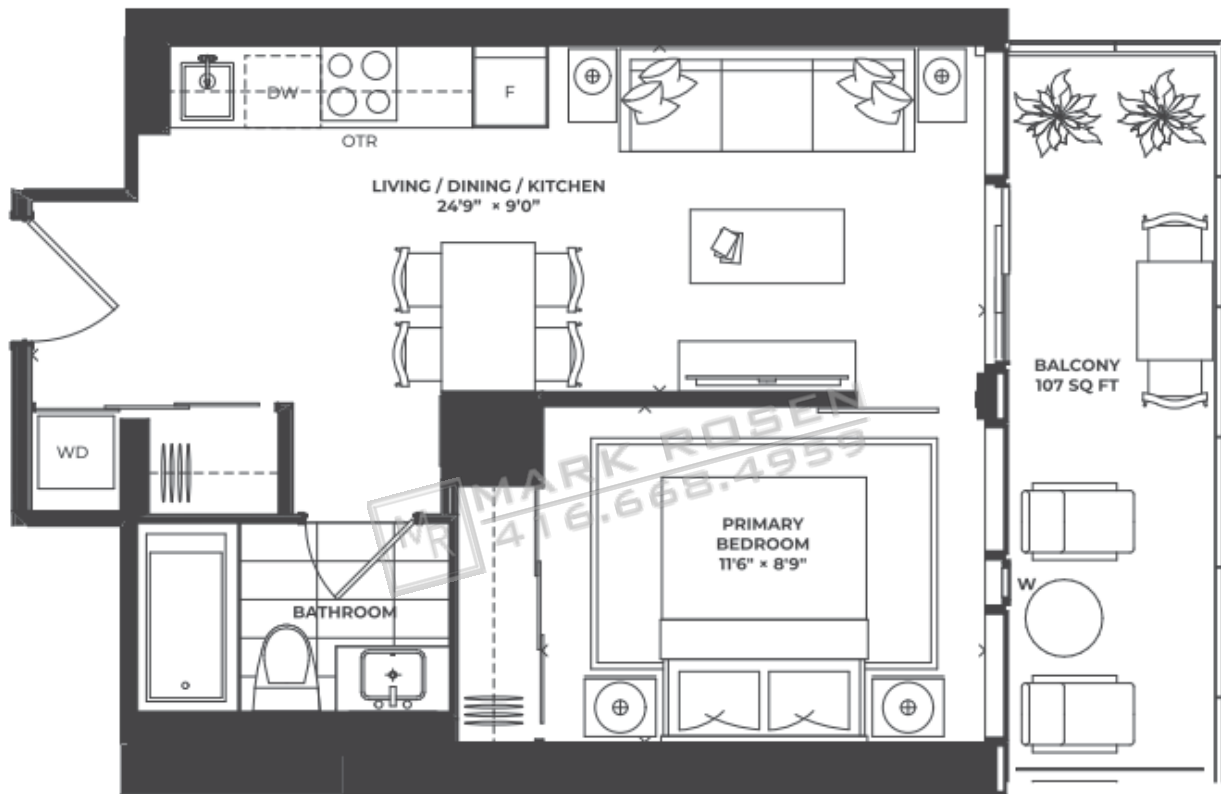 DW
F
OTR
LIVING / DINING / KITCHEN
24'9" × 9'0"
BALCONY
107 SQ FT
WD
MR
MARK ROSEN
416.668.4959
PRIMARY
BEDROOM
11'6" × 8'9"
W
BATHROOM